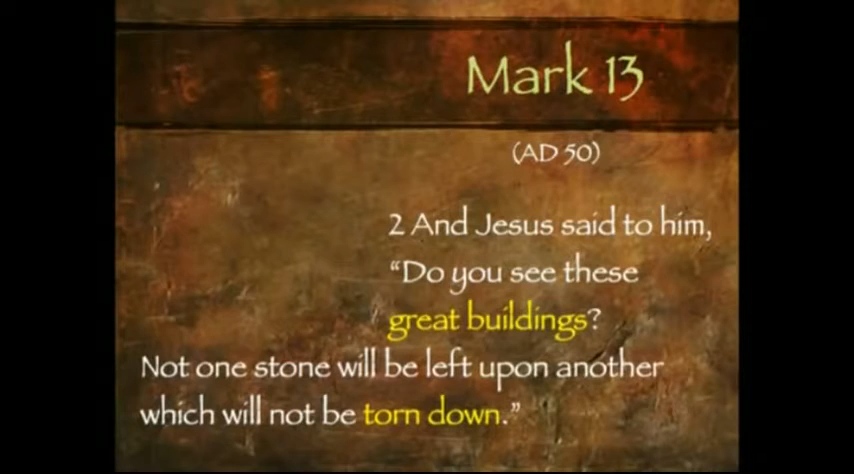 Mark 13
(AD 50)
2 And Jesus said to him,
“Do you see these
great buildings?
Not one stone will be left upon another
which will not be torn down.”